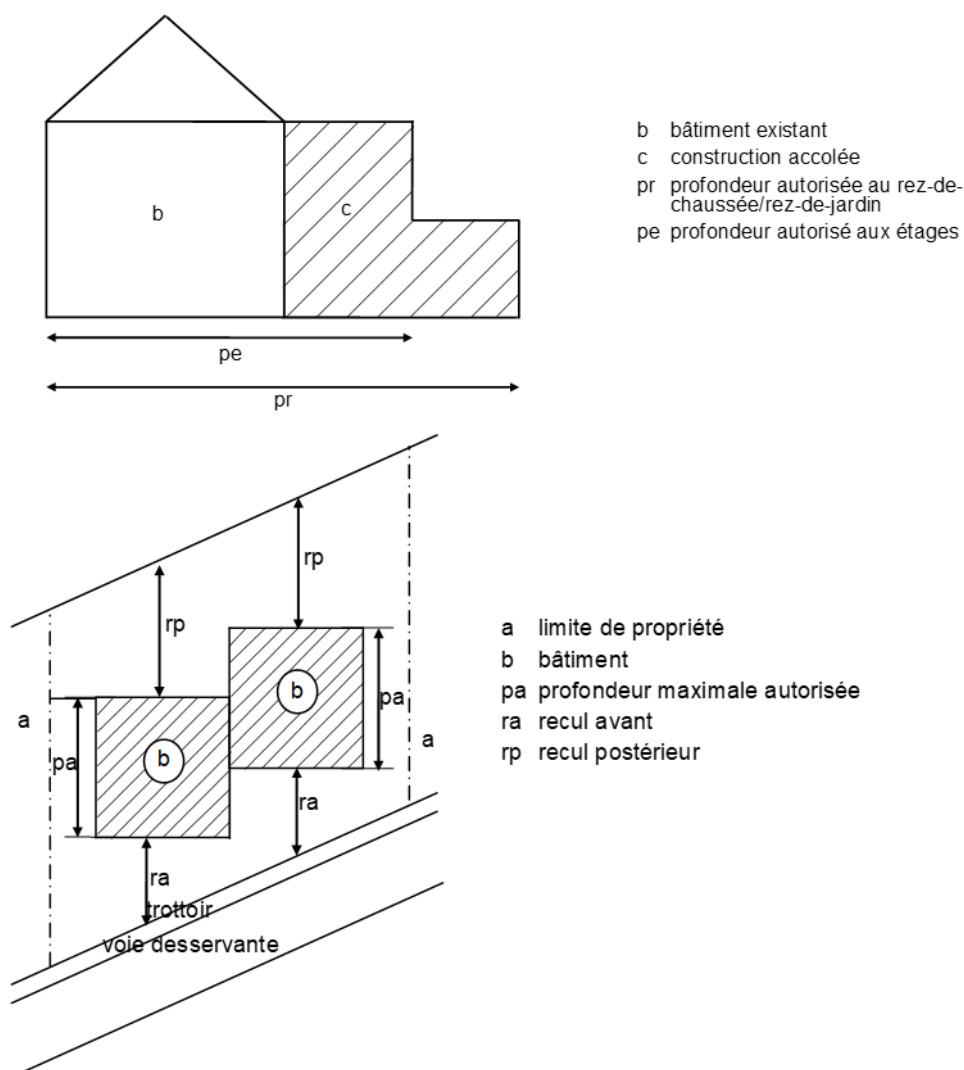 b
c
pe
pr
b bâtiment existant
c construction accolée
pr profondeur autorisée au rez-de-
chaussée/rez-de-jardin
pe profondeur autorisé aux étages
rp
rp
b
pa
a
a
b
pa
ra
ra
trottoir
voie desservante
a limite de propriété
b bâtiment
pa profondeur maximale autorisée
ra recul avant
rp recul postérieur